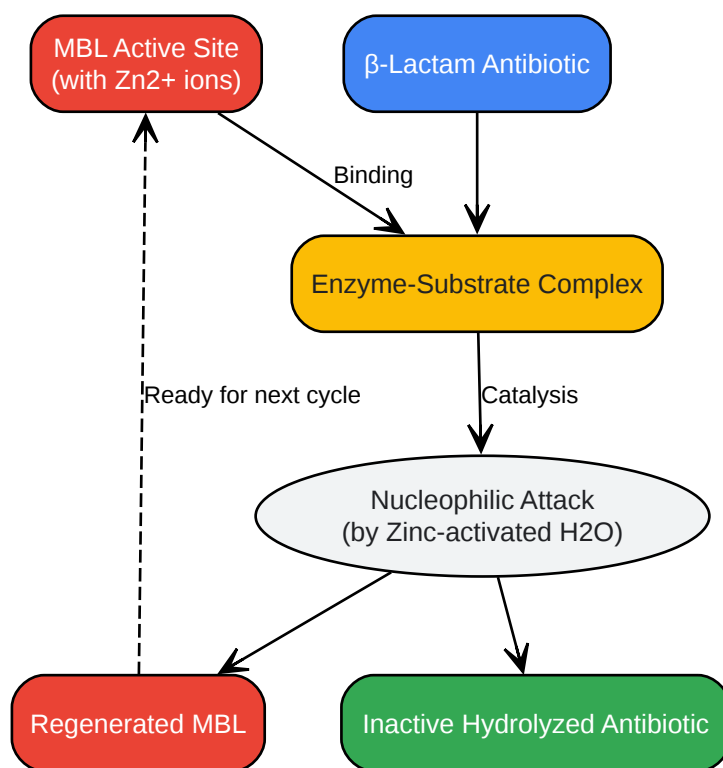 MBL Active Site
(with Zn2+ ions)
β-Lactam Antibiotic
Binding
Enzyme-Substrate Complex
Ready for next cycle
Catalysis
Nucleophilic Attack
(by Zinc-activated H2O)
Regenerated MBL
Inactive Hydrolyzed Antibiotic